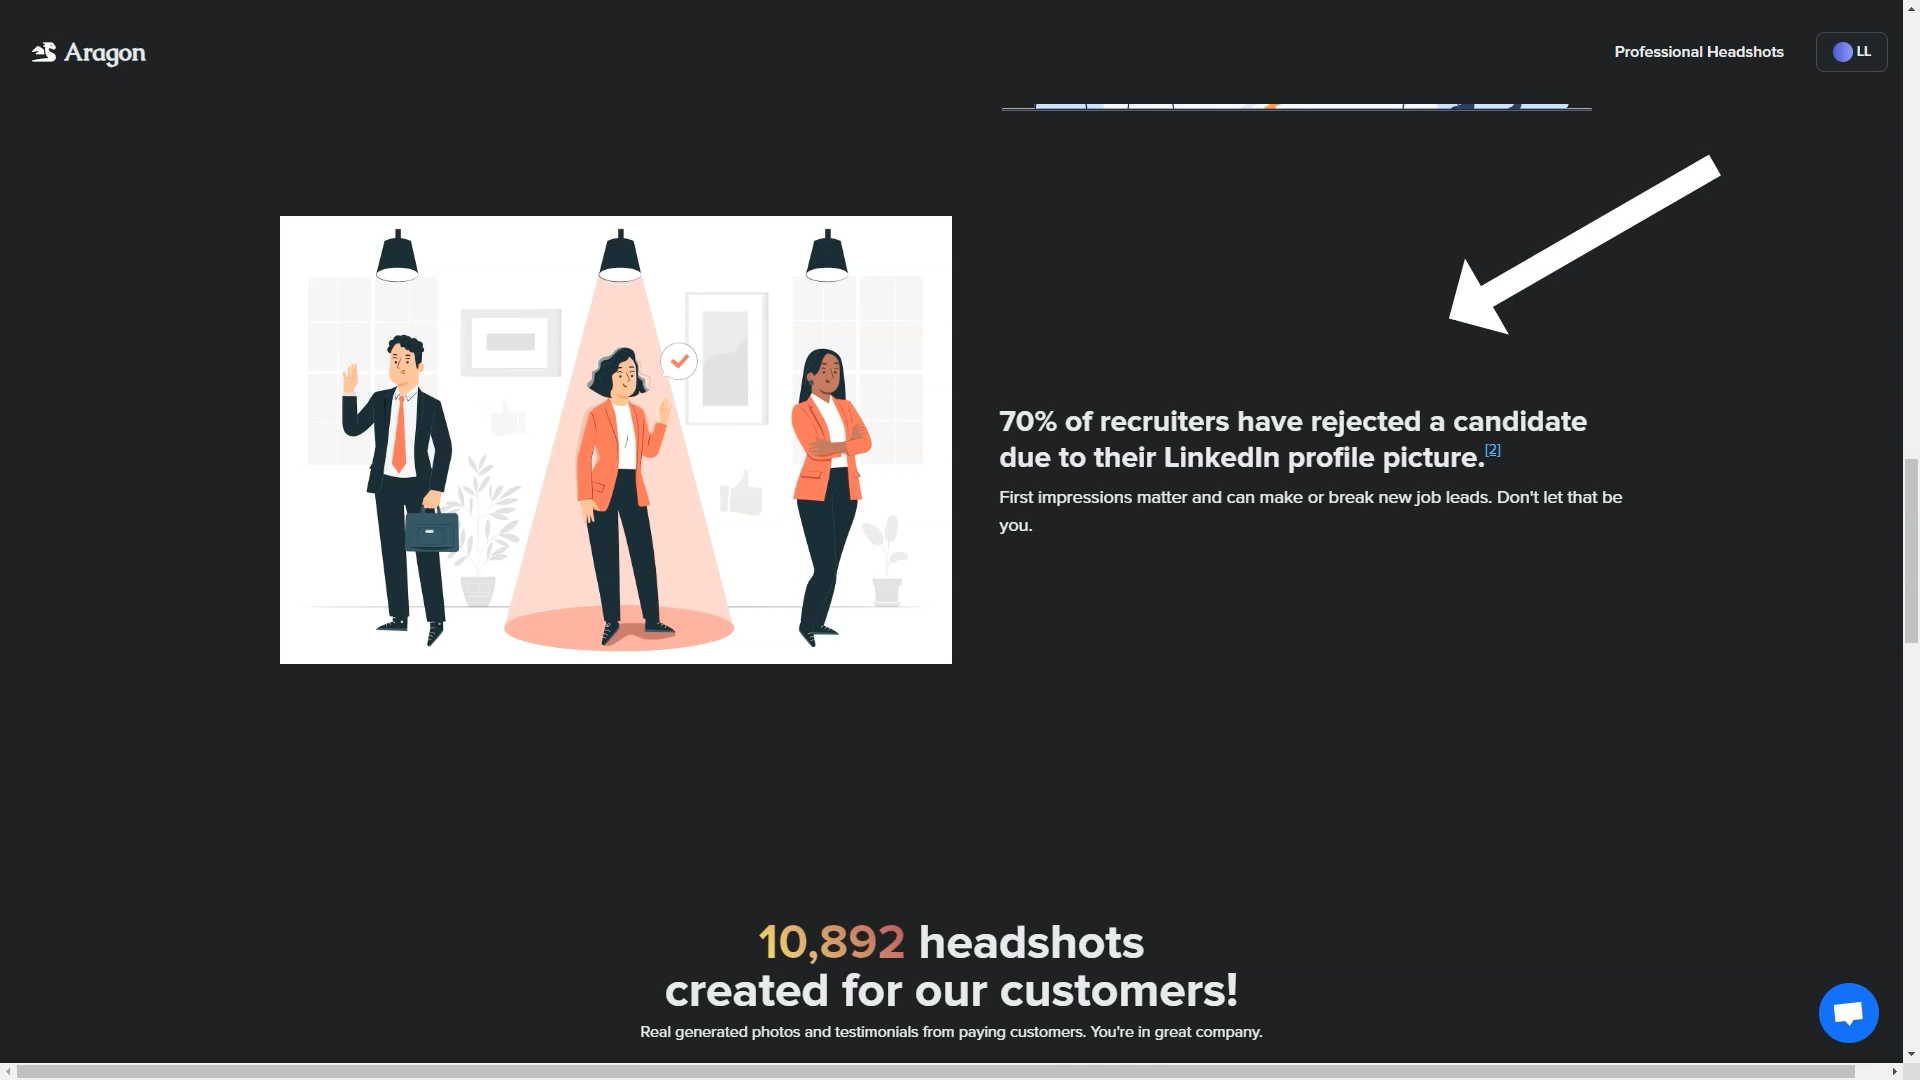 Aragon
Professional Headshots
LL
70% of recruiters have rejected a candidate
due to their LinkedIn profile picture.[2]
First impressions matter and can make or break new job leads. Don't let that be
you.
10,892 headshots
created for our customers!
Real generated photos and testimonials from paying customers. You're in great company.